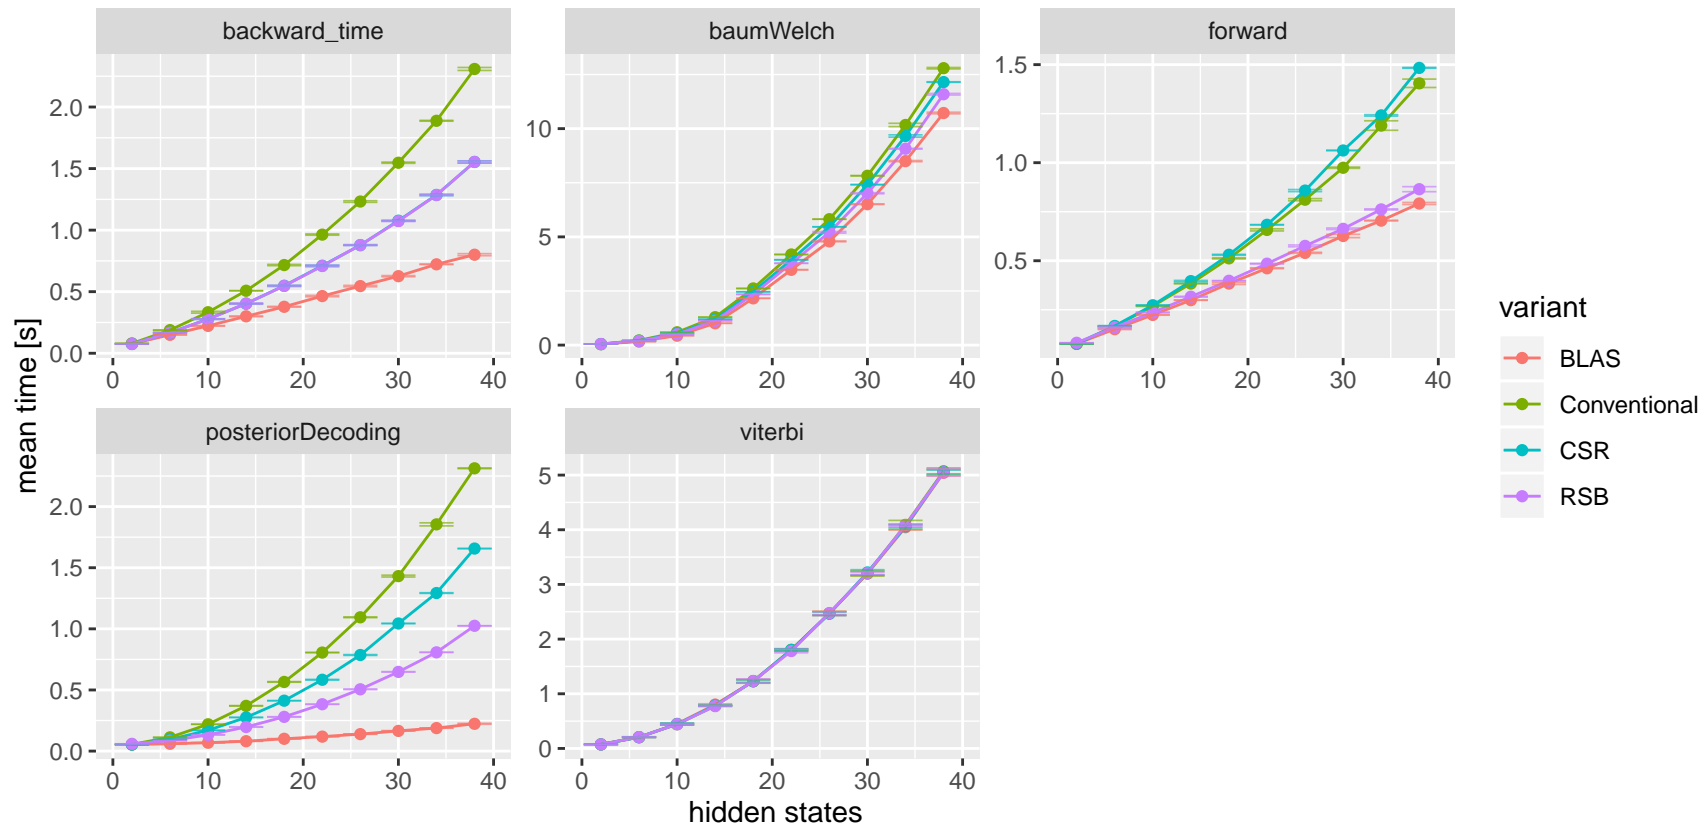 backward_time
baumWelch
forward
2.0
1.5
1.0
0.5
0.0
0 10 20 30 40
10
5
0
0 10 20 30 40
1.5
1.0
0.5
0 10 20 30 40
posteriorDecoding
viterbi
2.0
1.5
1.0
0.5
0.0
0 10 20 30 40
5
4
3
2
1
0
0 10 20 30 40
mean time [s]
hidden states
variant
BLAS
Conventional
CSR
RSB